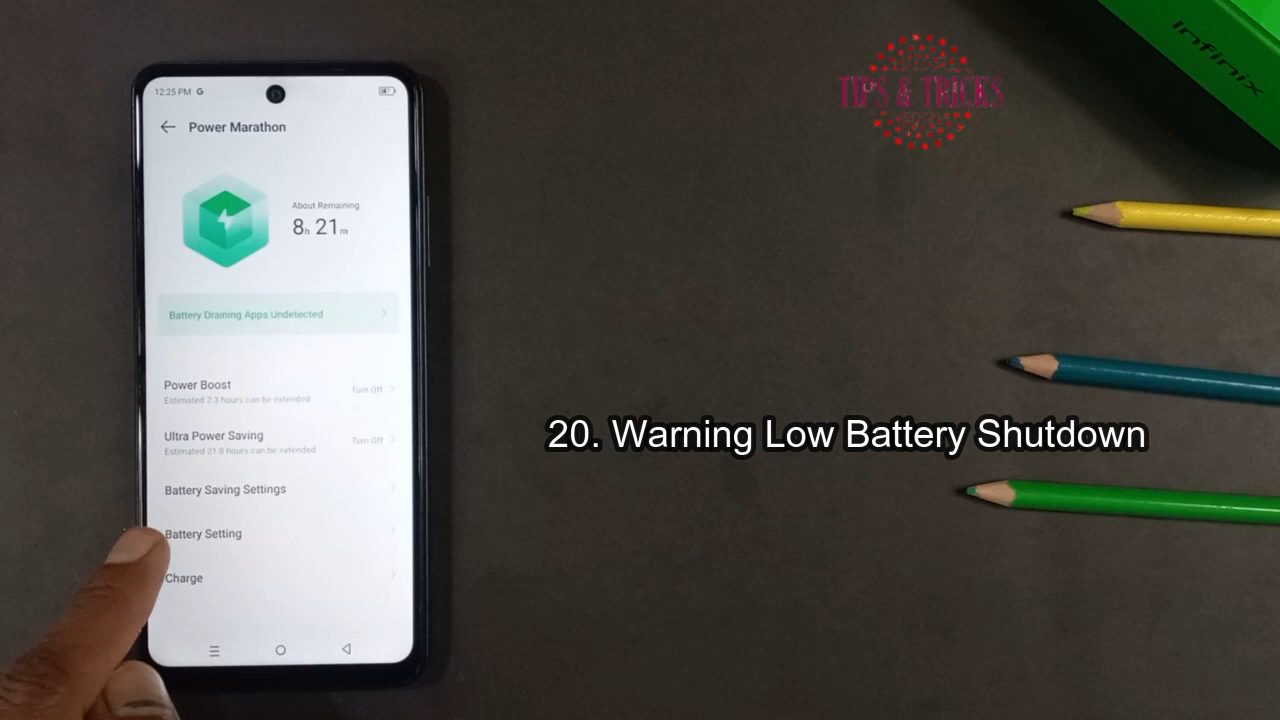 12:25 PM G
Power Marathon
About Remaining
8h 21m
Battery Draining Apps Undetected
Power Boost
Turn Off
Estimated 2.3 hours can be extended
Ultra Power Saving
Turn Off
Estimated 21.8 hours can be extended
Battery Saving Settings
Battery Setting
Charge
TIPS & TRICKS
Infinix
20. Warning Low Battery Shutdown